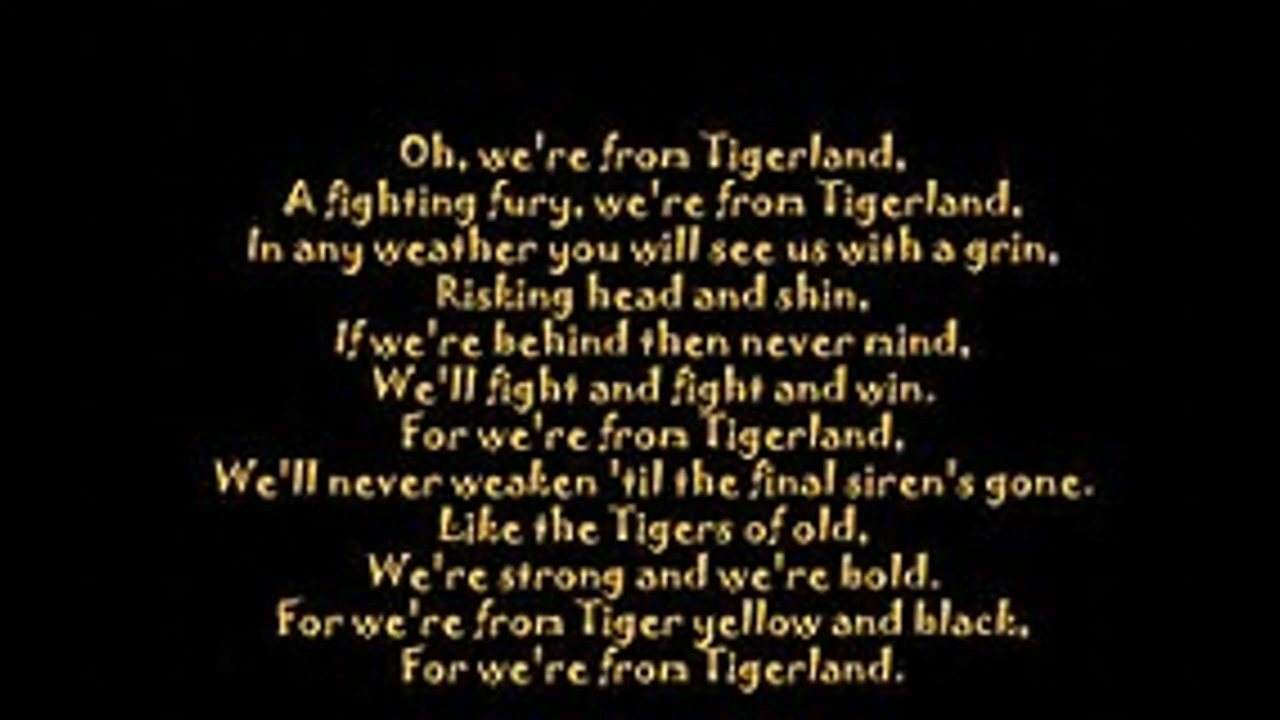 Oh, we're from Tigerland,
A fighting fury, we're from Tigerland.
In any weather you will see us with a grin,
Risking head and shin.
If we're behind then never mind,
We'll fight and fight and win.
For we're from Tigerland,
We'll never weaken 'til the final siren's gone.
Like the Tigers of old,
We're strong and we're bold.
For we're from Tiger yellow and black,
For we're from Tigerland.